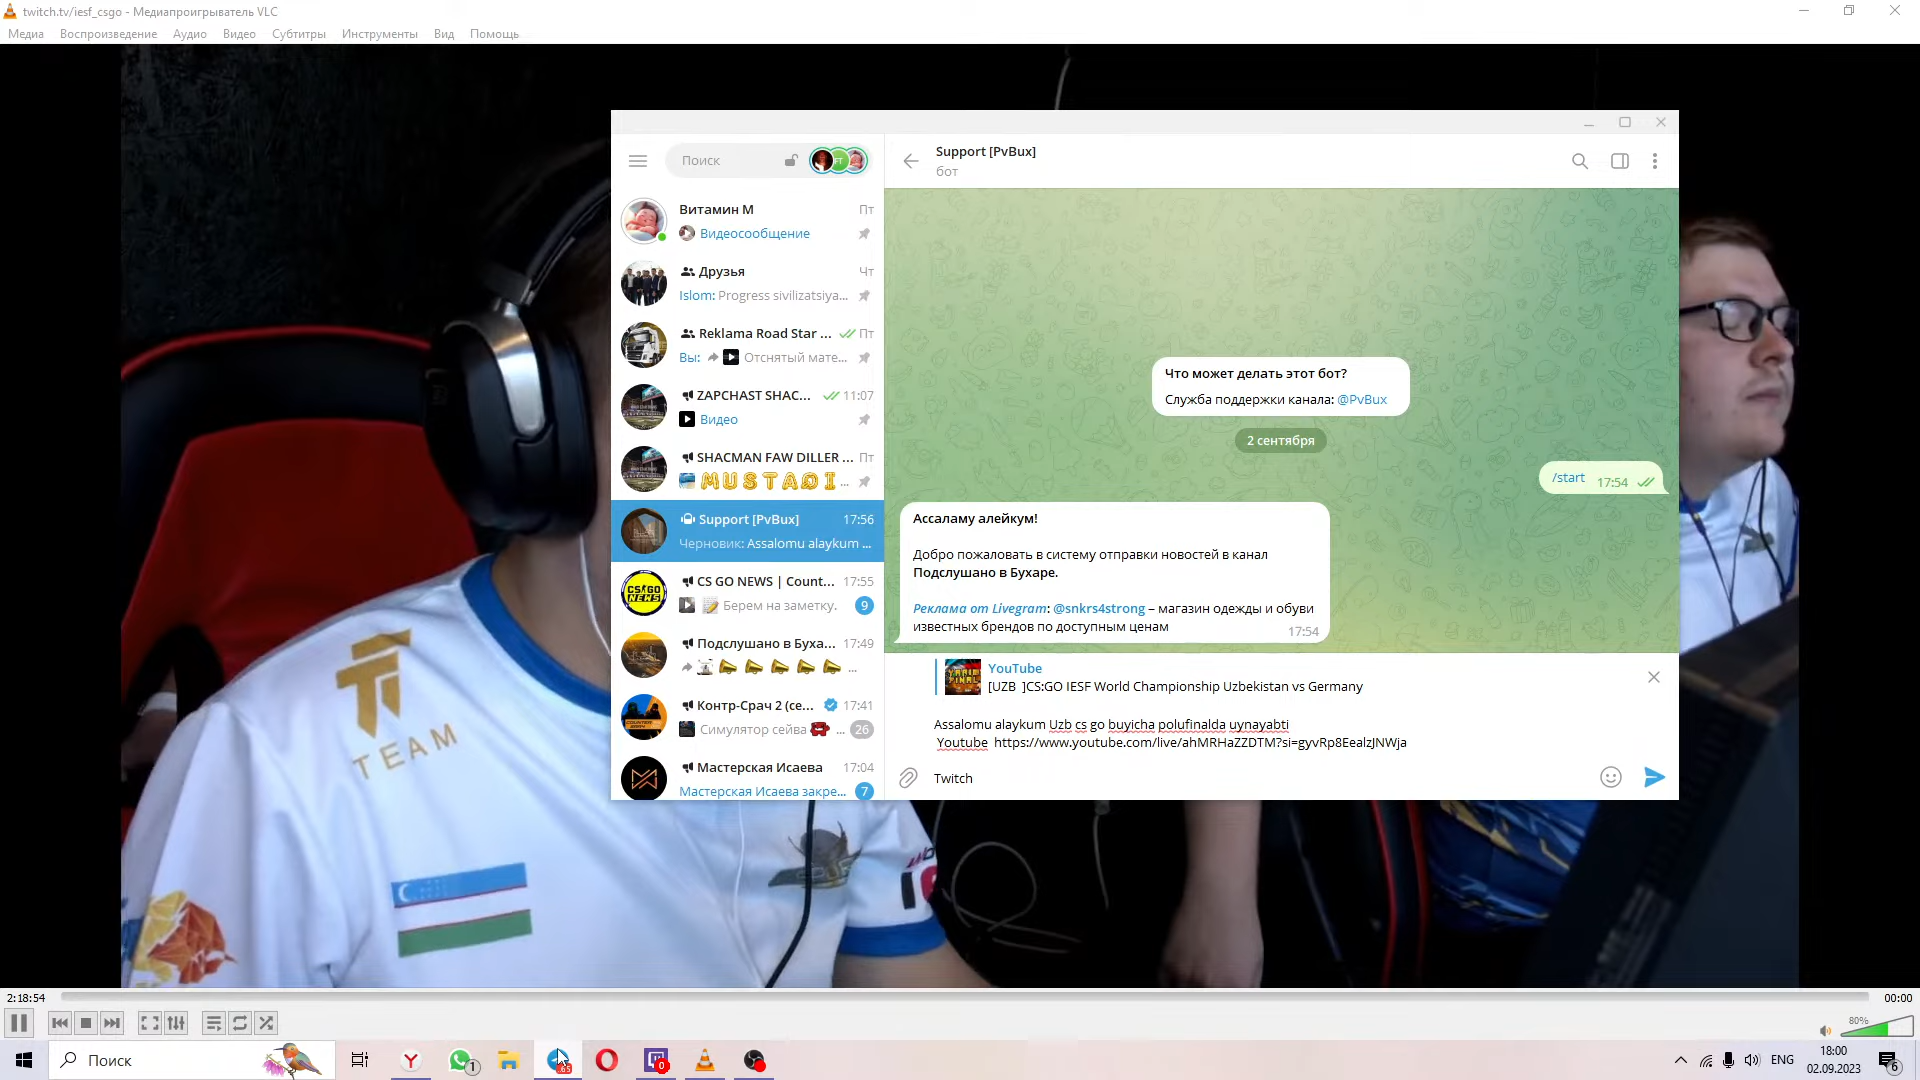 twitch.tv/iesf_csgo - Медиапроигрыватель VLC
Медиа Воспроизведение Аудио Видео Субтитры Инструменты Вид Помощь
Поиск
Витамин М Пт
Видеосообщение
Друзья Чт
Islom: Progress sivilizatsiya...
Reklama Road Star ... Пт
Вы: Отснятый мате...
ZAPCHAST SHAC... 11:07
Видео
SHACMAN FAW DILLER ... Пт
MUSTAQI ...
Support [PvBux] 17:56
Черновик: Assalomu alaykum ...
CS GO NEWS | Count... 17:55
Берем на заметку. 9
Подслушано в Буха... 17:49
...
Контр-Срач 2 (се... 17:41
Симулятор сейва ... 26
Мастерская Исаева 17:04
Мастерская Исаева закре... 7
Support [PvBux]
бот
Что может делать этот бот?
Служба поддержки канала: @PvBux
2 сентября
/start 17:54
Ассаламу алейкум!
Добро пожаловать в систему отправки новостей в канал
Подслушано в Бухаре.
Реклама от Livegram: @snkrs4strong – магазин одежды и обуви
известных брендов по доступным ценам
17:54
YouTube
[UZB ]CS:GO IESF World Championship Uzbekistan vs Germany
Assalomu alaykum Uzb cs go buyicha polufinalda uynayabti
Youtube https://www.youtube.com/live/ahMRHaZZDTM?si=gyvRp8EealzJNWja
Twitch
TEAM
2:18:54 00:00
80%
Поиск
1
65
0
ENG
18:00
02.09.2023
6